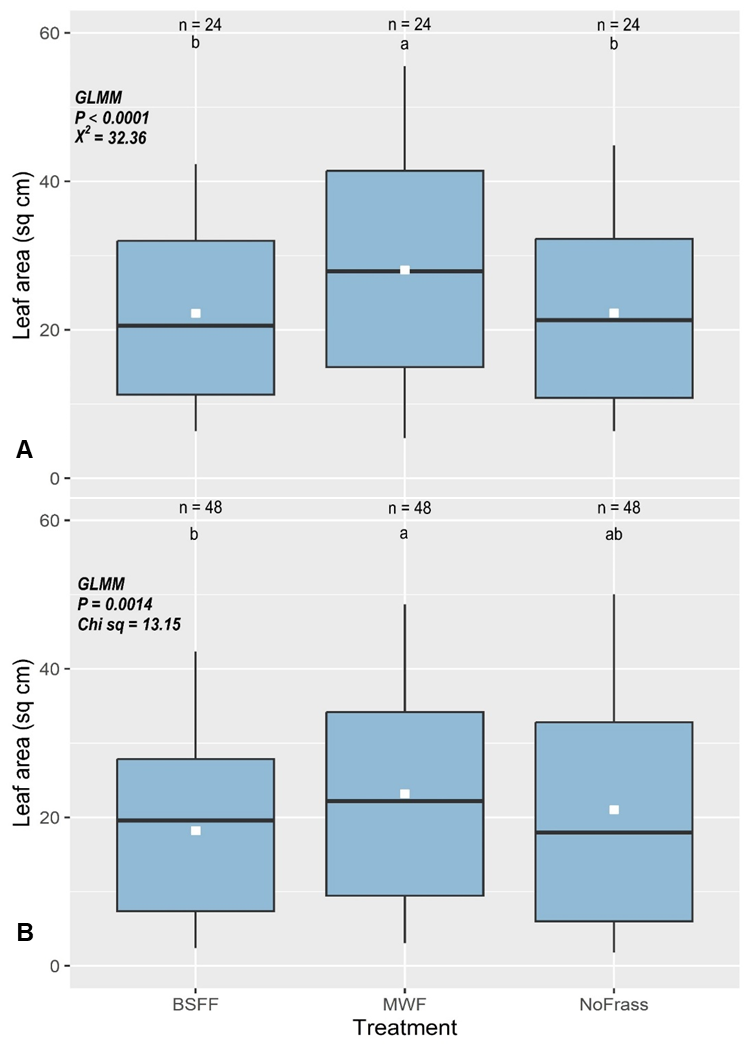 n = 24 n = 24 n = 24
b a b
60
GLMM
P < 0.0001
X² = 32.36
40
Leaf area (sq cm)
20
A
0
n = 48 n = 48 n = 48
60
b a ab
GLMM
P = 0.0014
Chi sq = 13.15
40
Leaf area (sq cm)
20
B
0
BSFF MWF NoFrass
Treatment